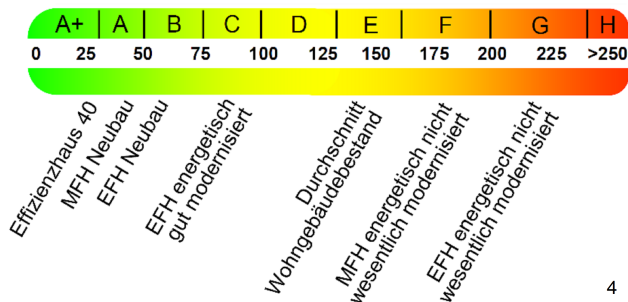 A+ A B C D E F G H
0 25 50 75 100 125 150 175 200 225 >250
Effizienzhaus 40
MFH Neubau
EFH Neubau
EFH energetisch
gut modernisiert
Durchschnitt
Wohngebäudebestand
MFH energetisch nicht
wesentlich modernisiert
EFH energetisch nicht
wesentlich modernisiert
4